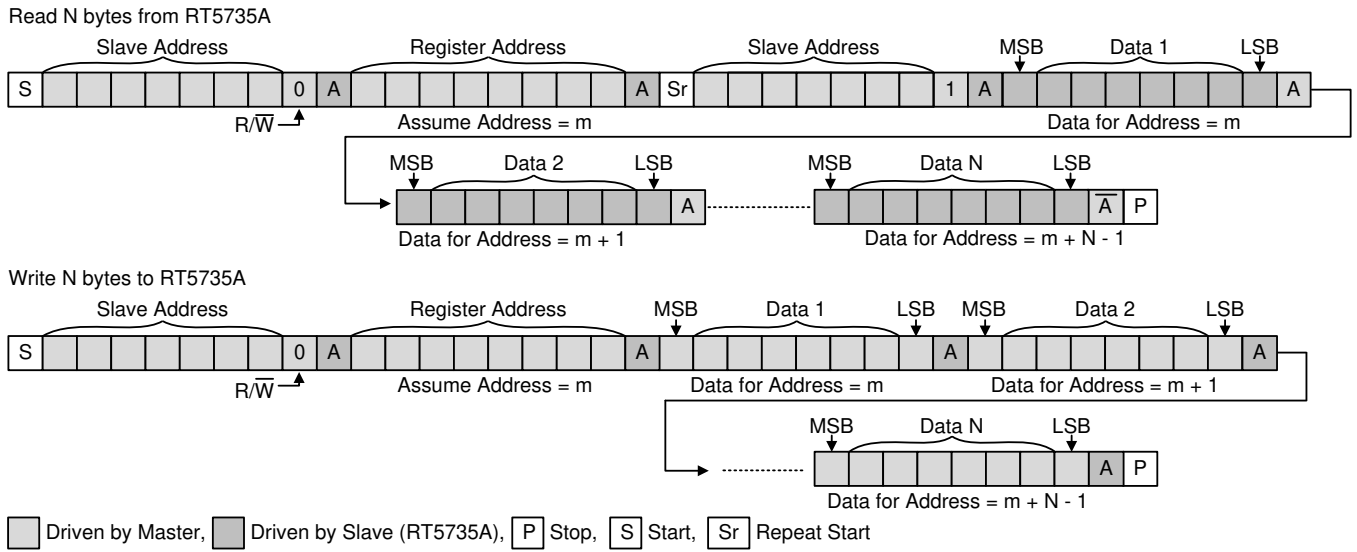 Read N bytes from RT5735A
Slave Address Register Address Slave Address MSB Data 1 LSB
S 0 A A Sr 1 A A
R/W̅ Assume Address = m Data for Address = m
MSB Data 2 LSB MSB Data N LSB
A A̅ P
Data for Address = m + 1 Data for Address = m + N - 1
Write N bytes to RT5735A
Slave Address Register Address MSB Data 1 LSB MSB Data 2 LSB
S 0 A A A A
R/W̅ Assume Address = m Data for Address = m Data for Address = m + 1
MSB Data N LSB
A P
Data for Address = m + N - 1
Driven by Master, Driven by Slave (RT5735A), P Stop, S Start, Sr Repeat Start